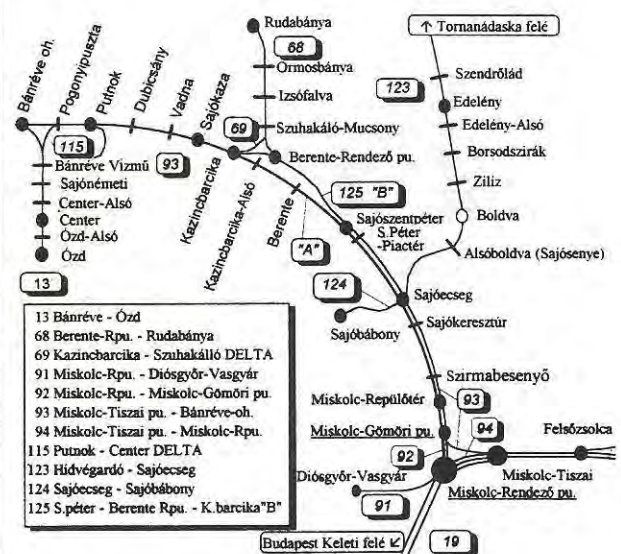 Rudabánya
↑ Tornanádaska felé
68
Ormosbánya
Szendrőlád
123
Edelény
Izsófalva
Edelény-Alsó
69
Szuhakáló-Mucsony
Borsodszirák
Berente-Rendező pu.
Ziliz
Boldva
Alsóboldva (Sajósenye)
Bánréve oh.
Pogonyipuszta
Putnok
Dubicsány
Vadna
Sajókaza
Kazincbarcika
Kazincbarcika-Alsó
Berente
115
93
125 "B"
"A"
Bánréve Vizmű
Sajónémeti
Center-Alsó
Center
Ózd-Alsó
Ózd
13
Sajószentpéter
S.Péter-
Piactér
124
Sajóecseg
Sajóbábony
Sajókeresztúr
Szirmabesenyő
Miskolc-Repülőtér
93
Miskolc-Gömöri pu.
94
Felsőzsolca
92
Diósgyőr-Vasgyár
Miskolc-Tiszai
Miskolc-Rendező pu.
91
Budapest Keleti felé ↙
19
13 Bánréve - Ózd
68 Berente-Rpu. - Rudabánya
69 Kazincbarcika - Szuhakálló DELTA
91 Miskolc-Rpu. - Diósgyőr-Vasgyár
92 Miskolc-Rpu. - Miskolc-Gömöri pu.
93 Miskolc-Tiszai pu. - Bánréve-oh.
94 Miskolc-Tiszai pu. - Miskolc-Rpu.
115 Putnok - Center DELTA
123 Hídvégardó - Sajóecseg
124 Sajóecseg - Sajóbábony
125 S.péter - Berente Rpu. - K.barcika"B"